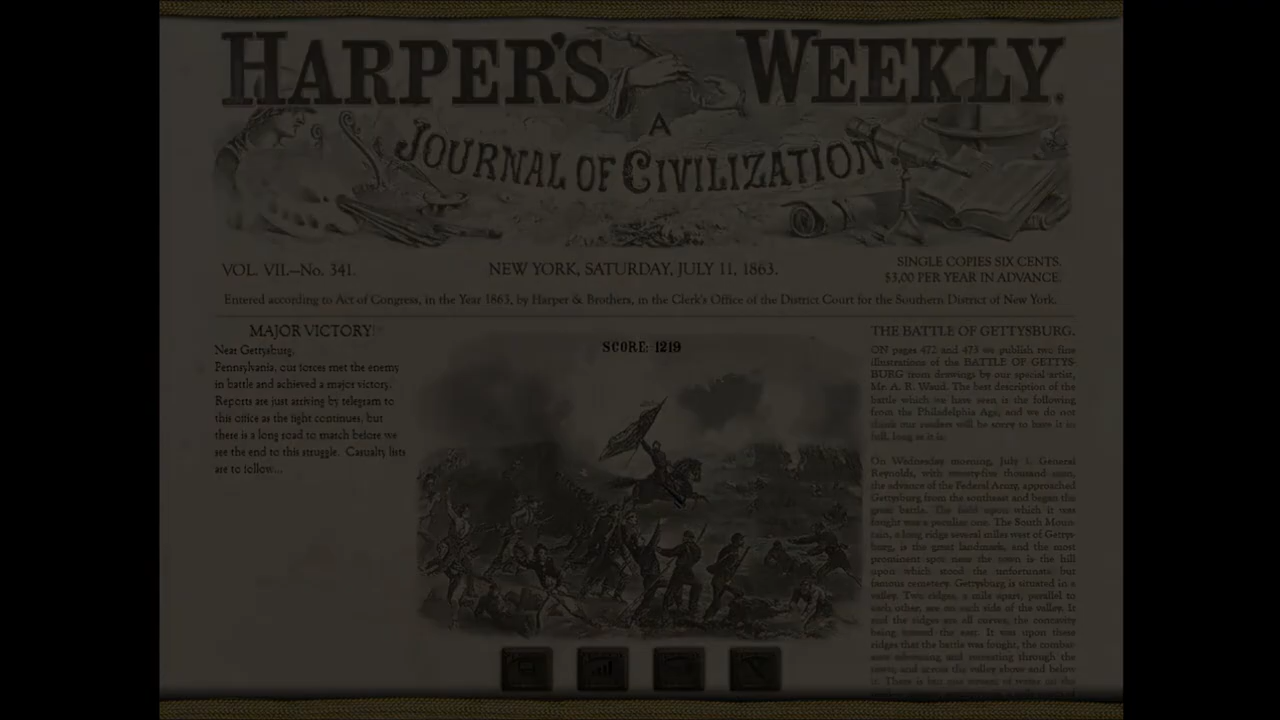 HARPER'S WEEKLY.
A
JOURNAL OF CIVILIZATION.
VOL. VII.—No. 341.
NEW YORK, SATURDAY, JULY 11, 1863.
SINGLE COPIES SIX CENTS.
$3,00 PER YEAR IN ADVANCE.
Entered according to Act of Congress, in the Year 1863, by Harper & Brothers, in the Clerk's Office of the District Court for the Southern District of New York.
MAJOR VICTORY!
Near Gettysburg,
Pennsylvania, our forces met the enemy
in battle and achieved a major victory.
Reports are just arriving by telegram to
this office as the fight continues, but
there is a long road to march before we
see the end to this struggle. Casualty lists
are to follow...
SCORE: 1219
THE BATTLE OF GETTYSBURG.
ON pages 472 and 473 we publish two fine
illustrations of the BATTLE OF GETTYS-
BURG from drawings by our special artist,
Mr. A. R. Waud. The best description of the
battle which we have seen is the following
from the Philadelphia Age, and we do not
think our readers will be sorry to have it in
full, long as it is:
On Wednesday morning, July 1, General
Reynolds, with twenty-five thousand men,
the advance of the Federal Army, approached
Gettysburg from the southeast and began the
great battle. The field upon which it was
fought was a peculiar one. The South Moun-
tain, a long ridge several miles west of Gettys-
burg, is the great landmark, and the most
prominent spot near the town is the hill
upon which stood the unfortunate but
famous cemetery. Gettysburg is situated in a
valley. Two ridges, a mile apart, parallel to
each other, are on each side of the valley. It
and the ridges are all curves, the concavity
being toward the east. It was upon these
ridges that the battle was fought, the combat-
ants advancing and retreating through the
town, and across the valley above and below
it. There is but one stream of